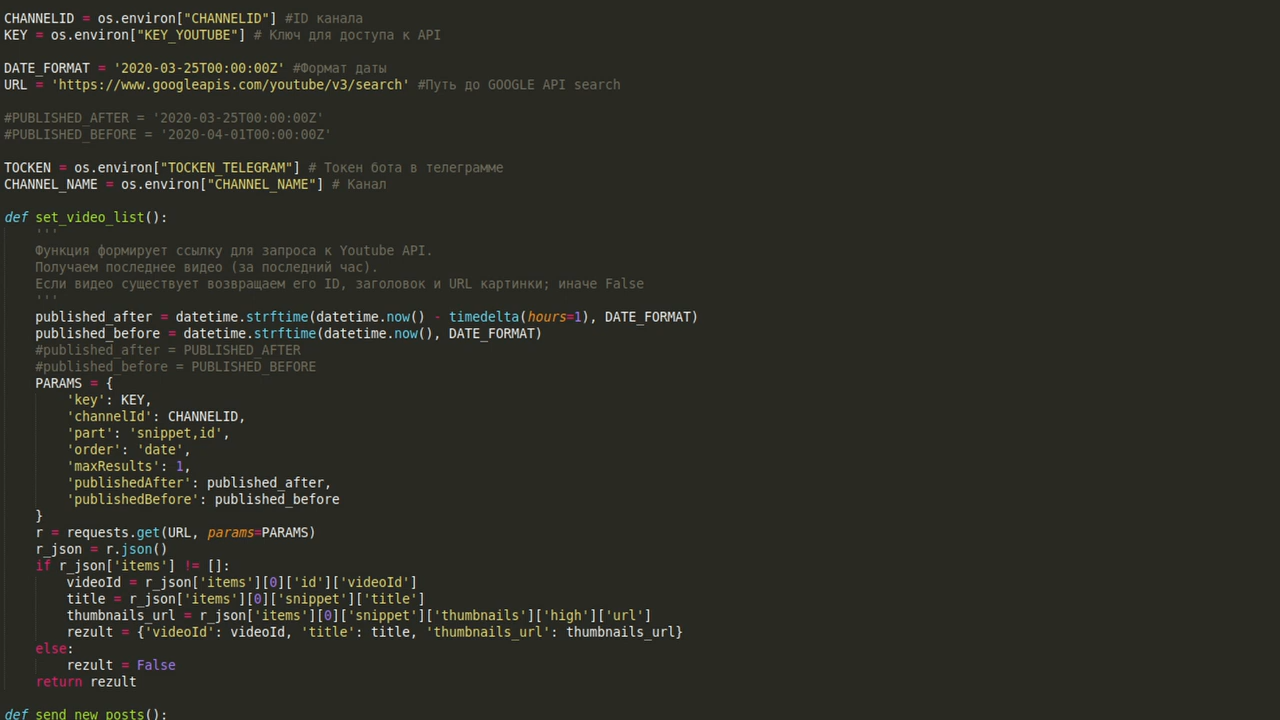 CHANNELID = os.environ["CHANNELID"] #ID канала
KEY = os.environ["KEY_YOUTUBE"] # Ключ для доступа к API
DATE_FORMAT = '2020-03-25T00:00:00Z' #Формат даты
URL = 'https://www.googleapis.com/youtube/v3/search' #Путь до GOOGLE API search
#PUBLISHED_AFTER = '2020-03-25T00:00:00Z'
#PUBLISHED_BEFORE = '2020-04-01T00:00:00Z'
TOCKEN = os.environ["TOCKEN_TELEGRAM"] # Токен бота в телеграмме
CHANNEL_NAME = os.environ["CHANNEL_NAME"] # Канал
def set_video_list():
'''
Функция формирует ссылку для запроса к Youtube API.
Получаем последнее видео (за последний час).
Если видео существует возвращаем его ID, заголовок и URL картинки; иначе False
'''
published_after = datetime.strftime(datetime.now() - timedelta(hours=1), DATE_FORMAT)
published_before = datetime.strftime(datetime.now(), DATE_FORMAT)
#published_after = PUBLISHED_AFTER
#published_before = PUBLISHED_BEFORE
PARAMS = {
'key': KEY,
'channelId': CHANNELID,
'part': 'snippet,id',
'order': 'date',
'maxResults': 1,
'publishedAfter': published_after,
'publishedBefore': published_before
}
r = requests.get(URL, params=PARAMS)
r_json = r.json()
if r_json['items'] != []:
videoId = r_json['items'][0]['id']['videoId']
title = r_json['items'][0]['snippet']['title']
thumbnails_url = r_json['items'][0]['snippet']['thumbnails']['high']['url']
rezult = {'videoId': videoId, 'title': title, 'thumbnails_url': thumbnails_url}
else:
rezult = False
return rezult
def send_new_posts():